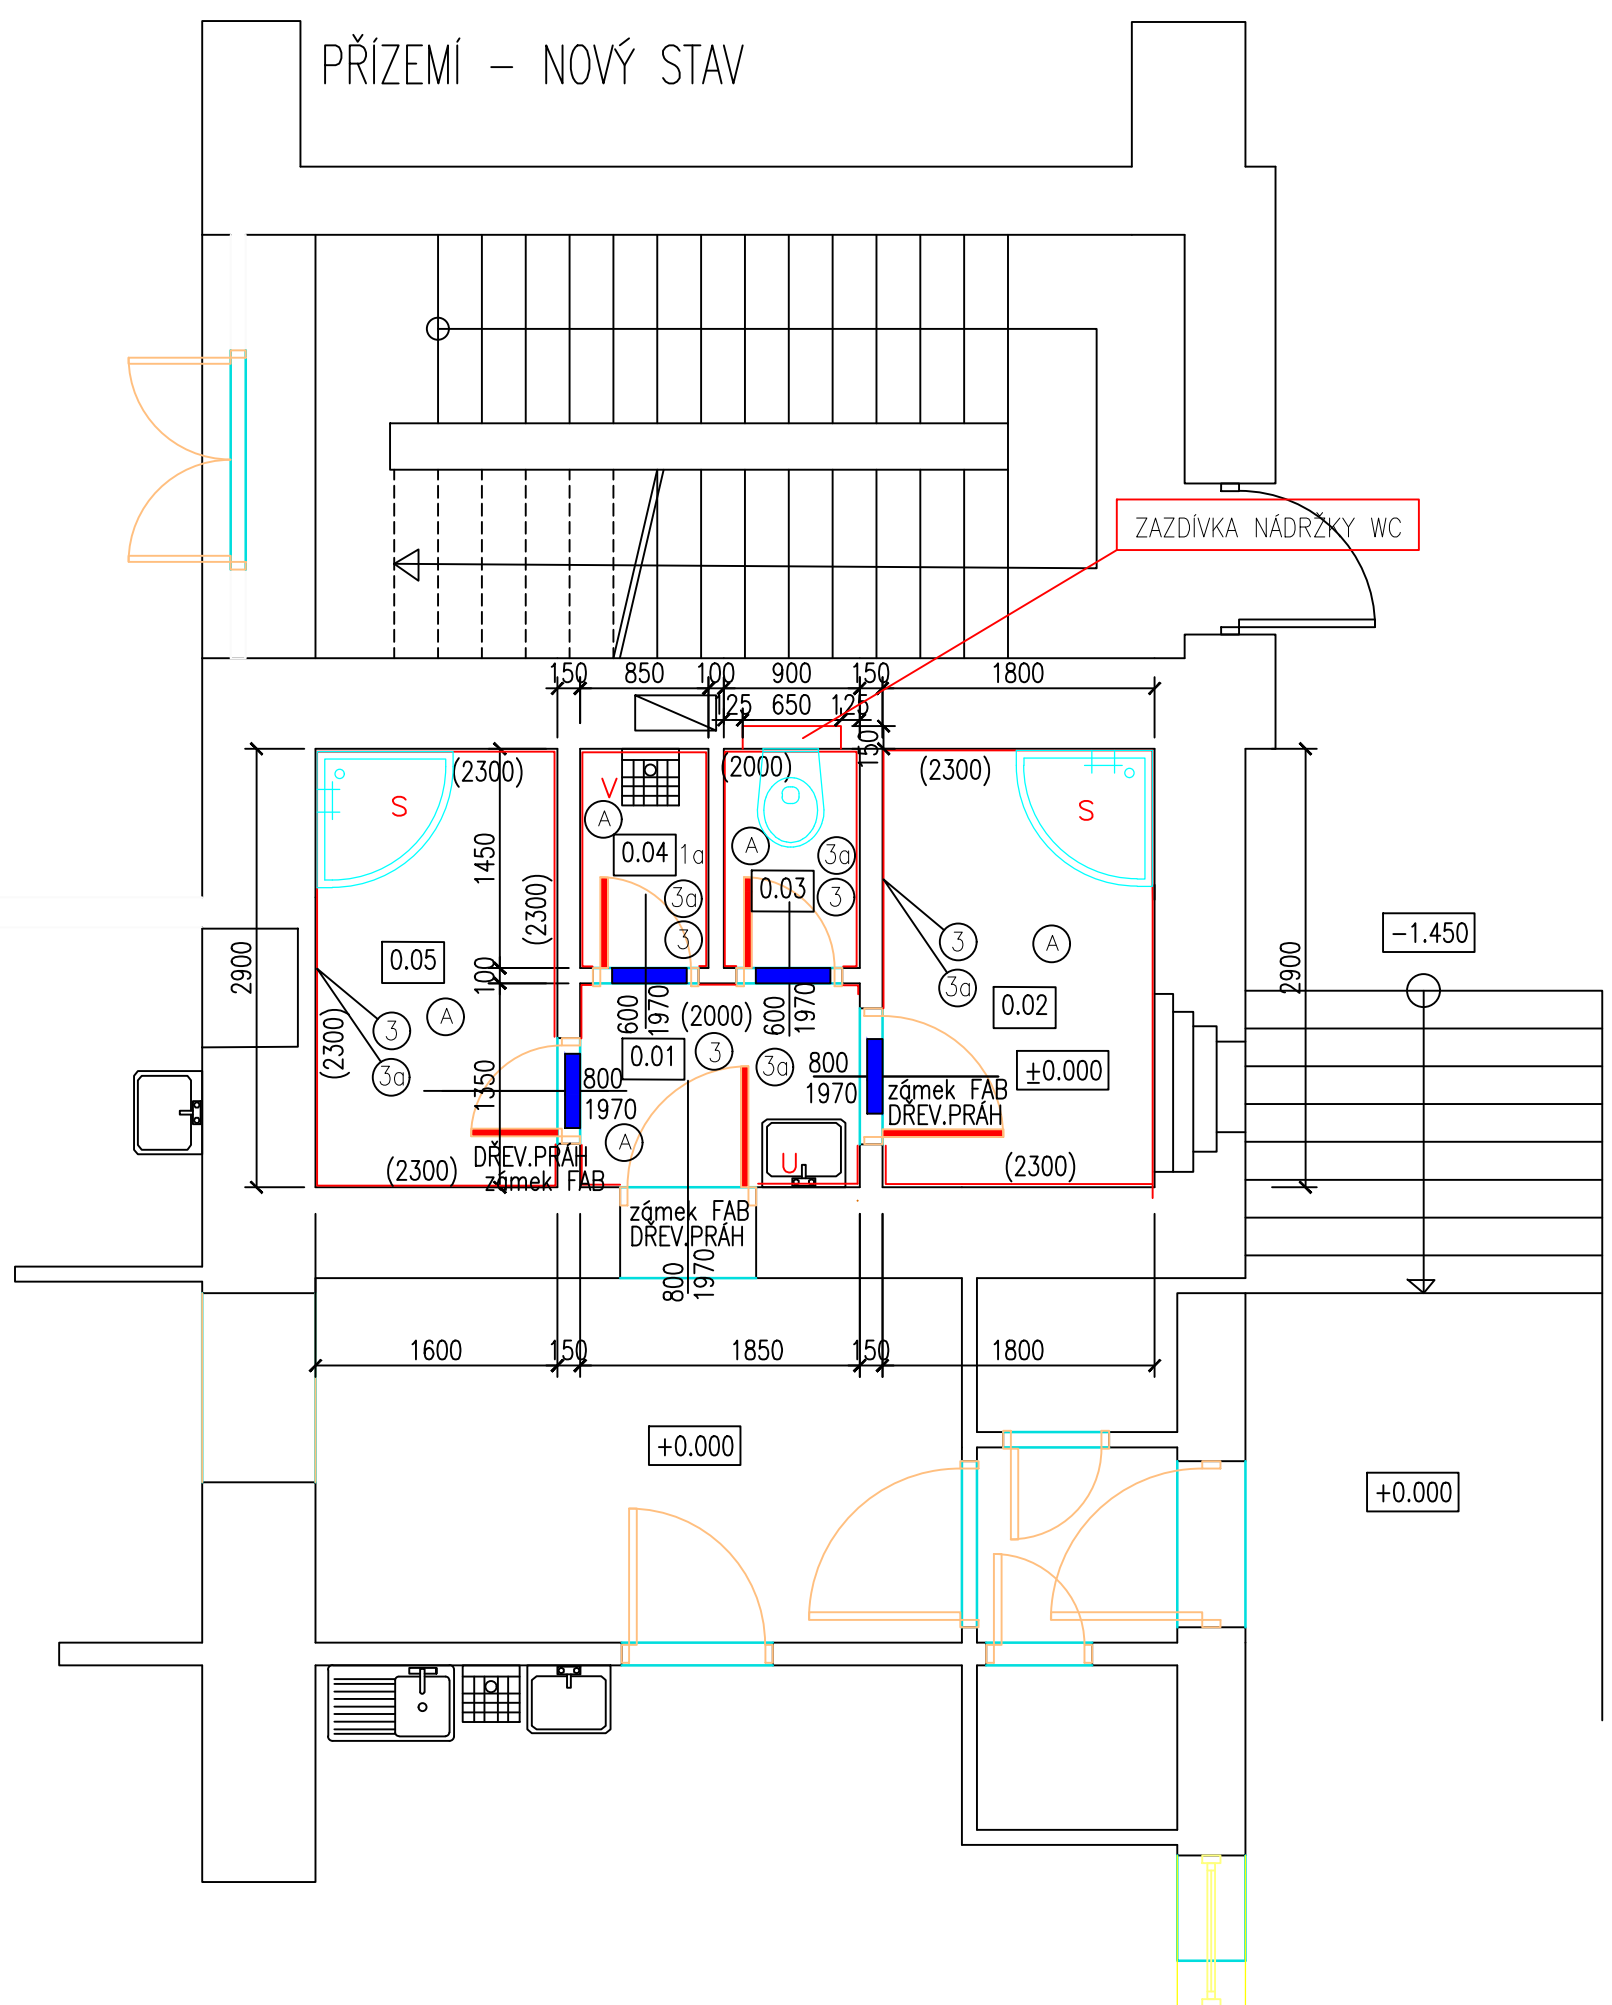 PŘÍZEMÍ - NOVÝ STAV
ZAZDÍVKA NÁDRŽKY WC
150 850 100 900 150 1800
125 650 125
150
(2300)
(2000)
(2300)
S
V
S
A
0.04 1a
A
3a
1450
3a
0.03
3
(2300)
3
3
A
-1.450
0.05
2900
100
2900
3a
0.02
A
600
1970
(2000)
600
1970
3
(2300)
0.01
3
3a
±0.000
3a
1350
800
1970
800
1970
zámek FAB
DŘEV.PRÁH
A
DŘEV.PRÁH
zámek FAB
U
(2300)
(2300)
zámek FAB
DŘEV.PRÁH
800
1970
1600 150 1850 150 1800
+0.000
+0.000